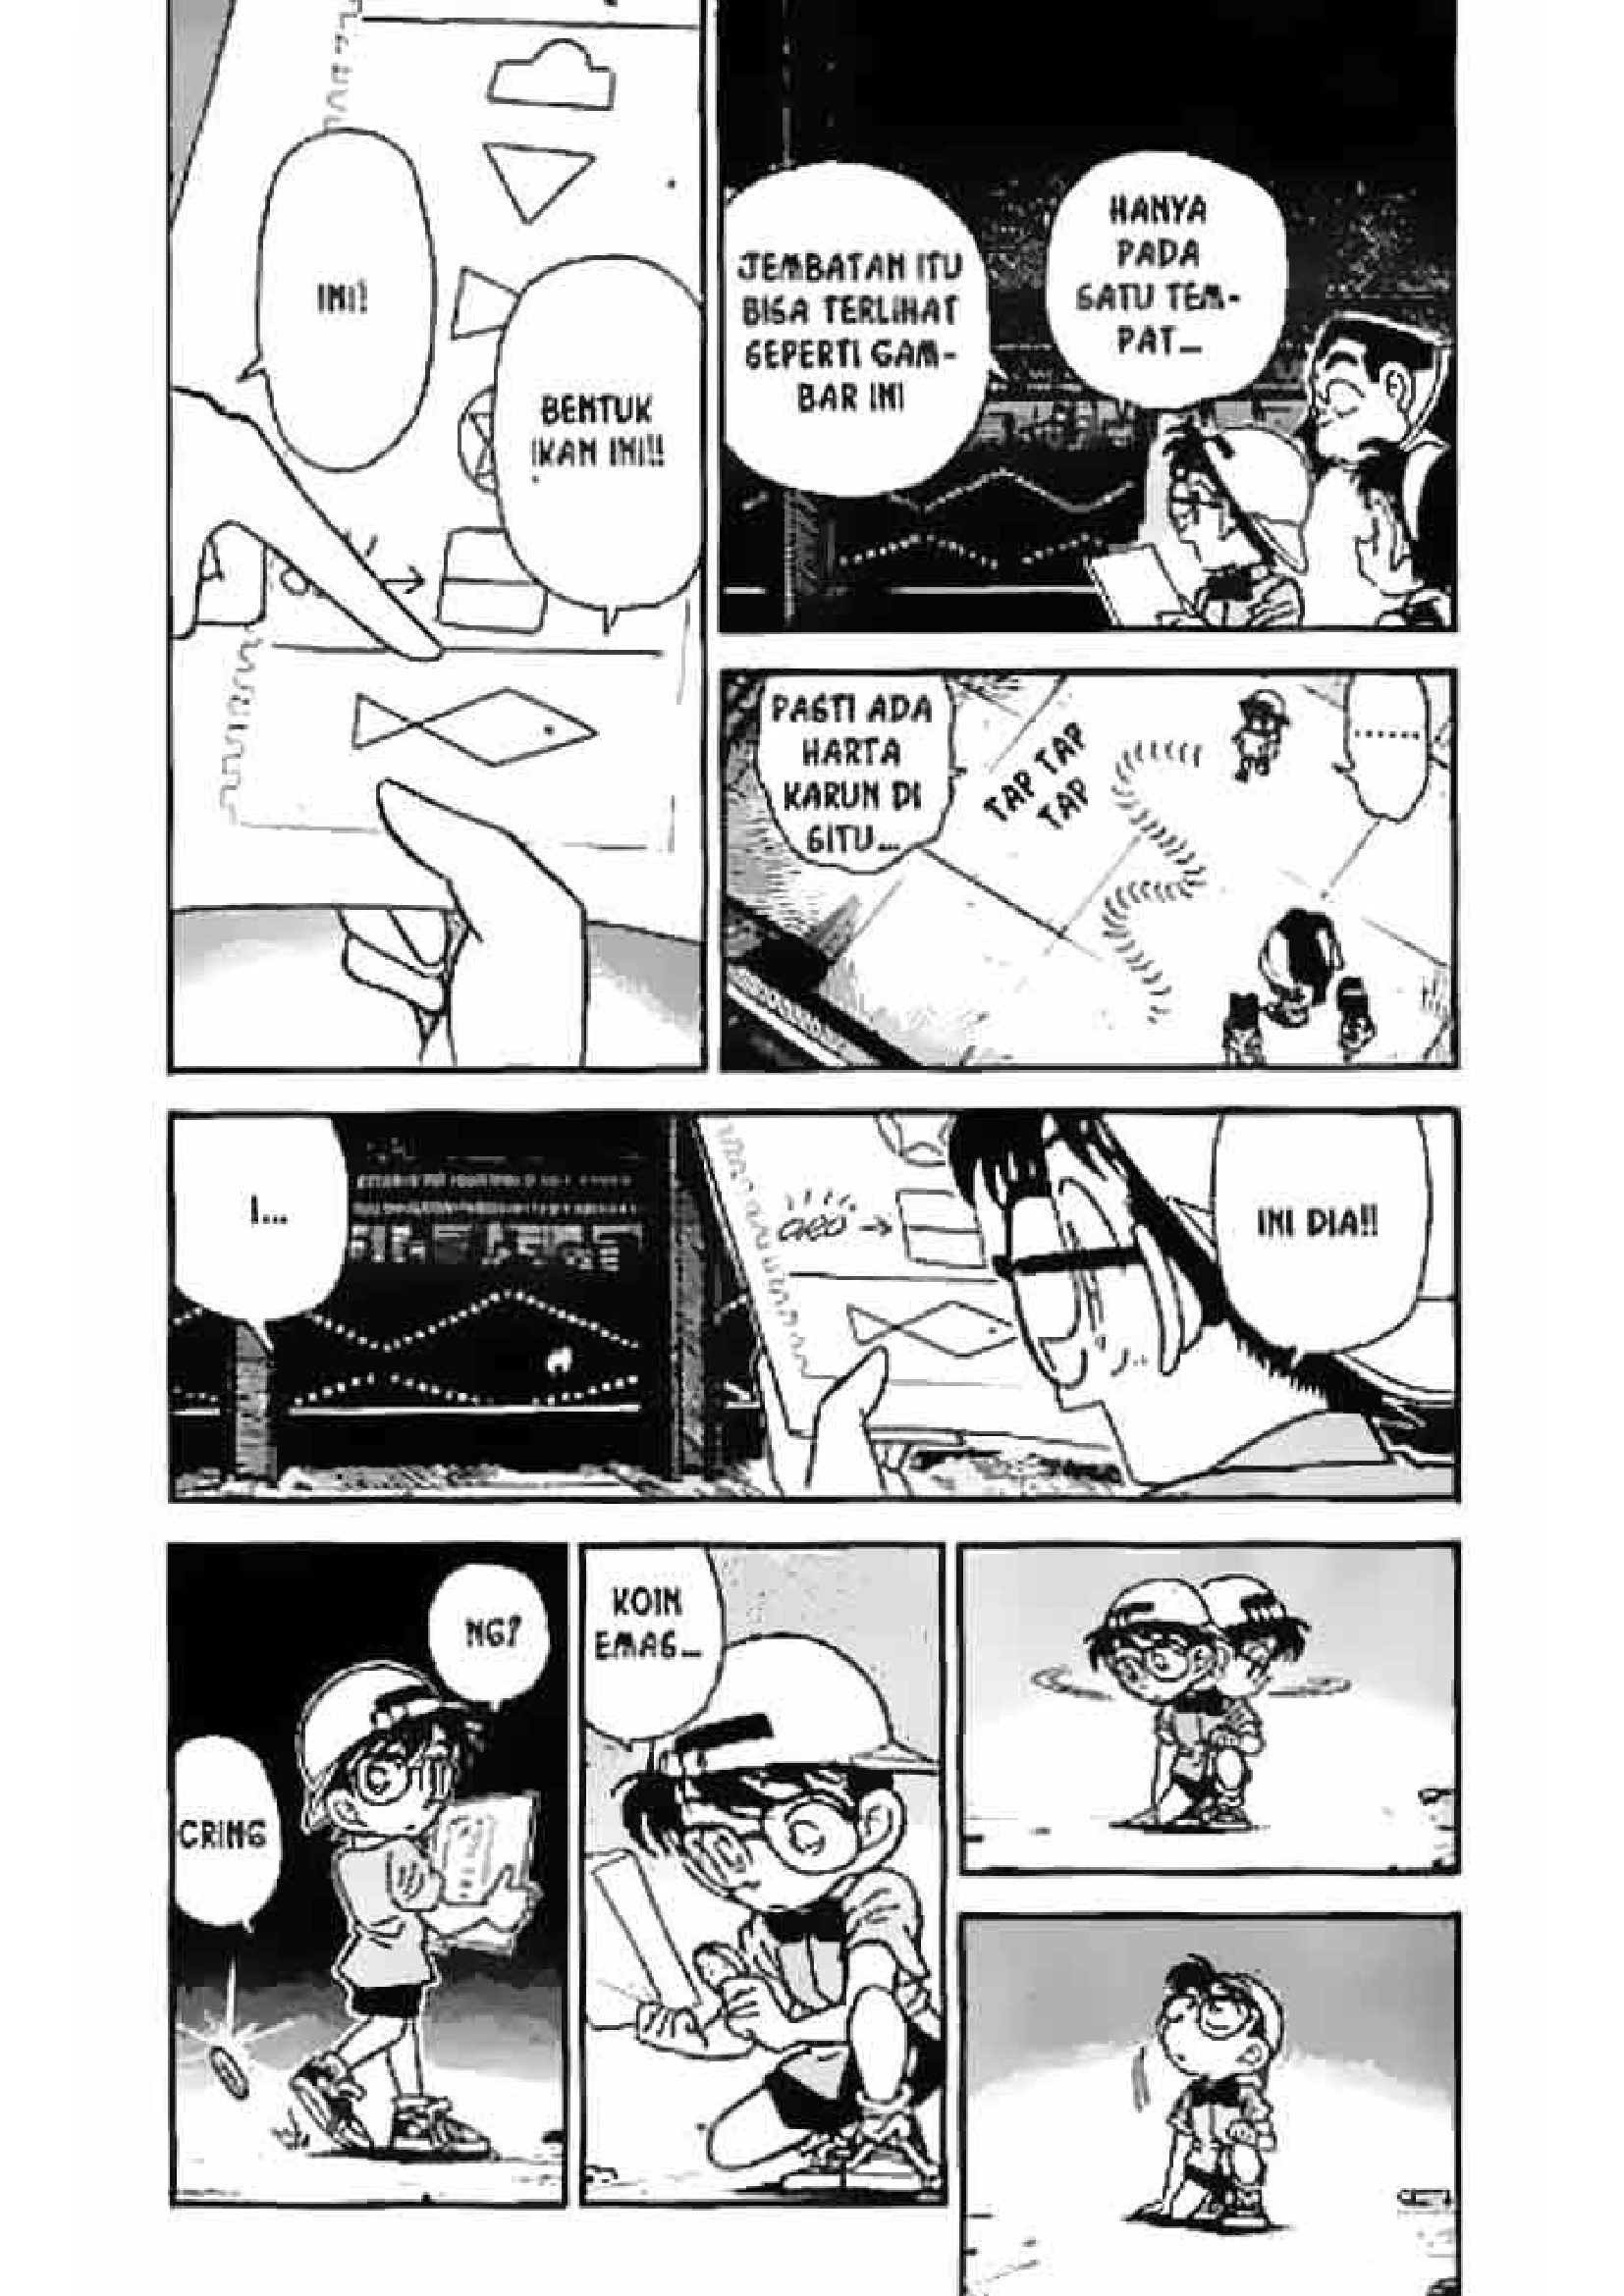 INI!
BENTUK
IKAN INI!!
HANYA
PADA
SATU TEM-
PAT...
JEMBATAN ITU
BISA TERLIHAT
SEPERTI GAM-
BAR INI
PASTI ADA
HARTA
KARUN DI
SITU...
TAP TAP
TAP
.......
I...
oro
INI DIA!!
NG?
CRING
KOIN
EMAS...